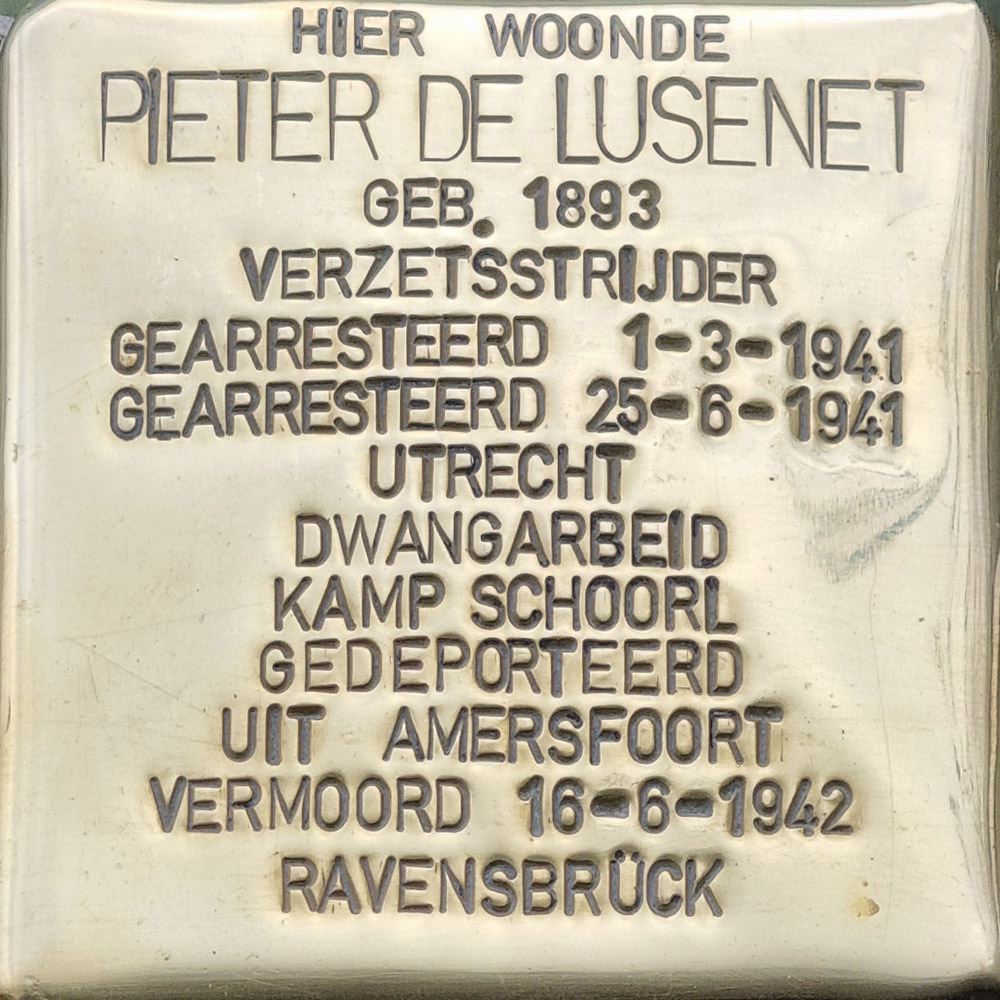 HIER WOONDE
PIETER DE LUSENET
GEB. 1893
VERZETSSTRIJDER
GEARRESTEERD 1-3-1941
GEARRESTEERD 25-6-1941
UTRECHT
DWANGARBEID
KAMP SCHOORL
GEDEPORTEERD
UIT AMERSFOORT
VERMOORD 16-6-1942
RAVENSBRÜCK